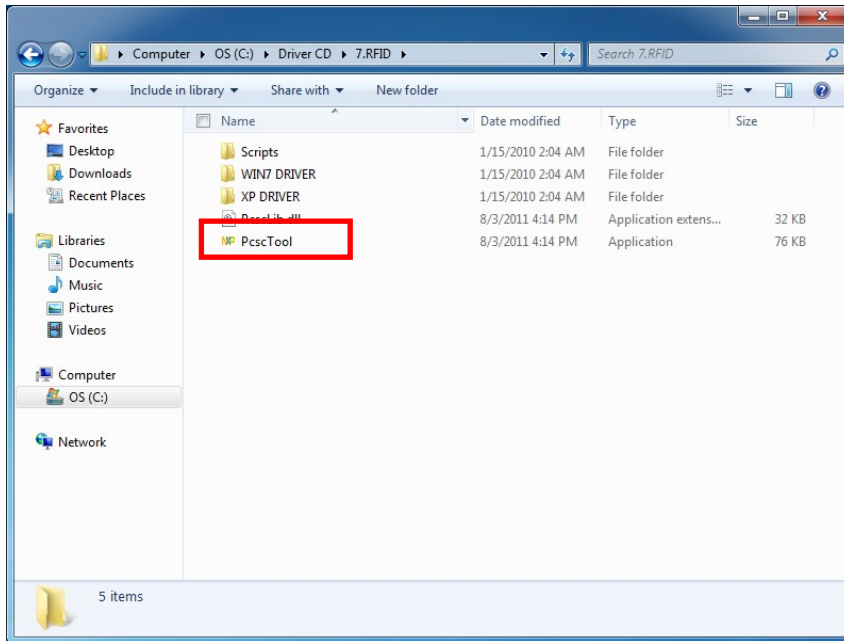 Computer ▸ OS (C:) ▸ Driver CD ▸ 7.RFID ▸ Search 7.RFID
Organize Include in library Share with New folder
Favorites
Desktop
Downloads
Recent Places
Libraries
Documents
Music
Pictures
Videos
Computer
OS (C:)
Network
Name Date modified Type Size
Scripts 1/15/2010 2:04 AM File folder
WIN7 DRIVER 1/15/2010 2:04 AM File folder
XP DRIVER 1/15/2010 2:04 AM File folder
PcscLib.dll 8/3/2011 4:14 PM Application extens... 32 KB
PcscTool 8/3/2011 4:14 PM Application 76 KB
5 items